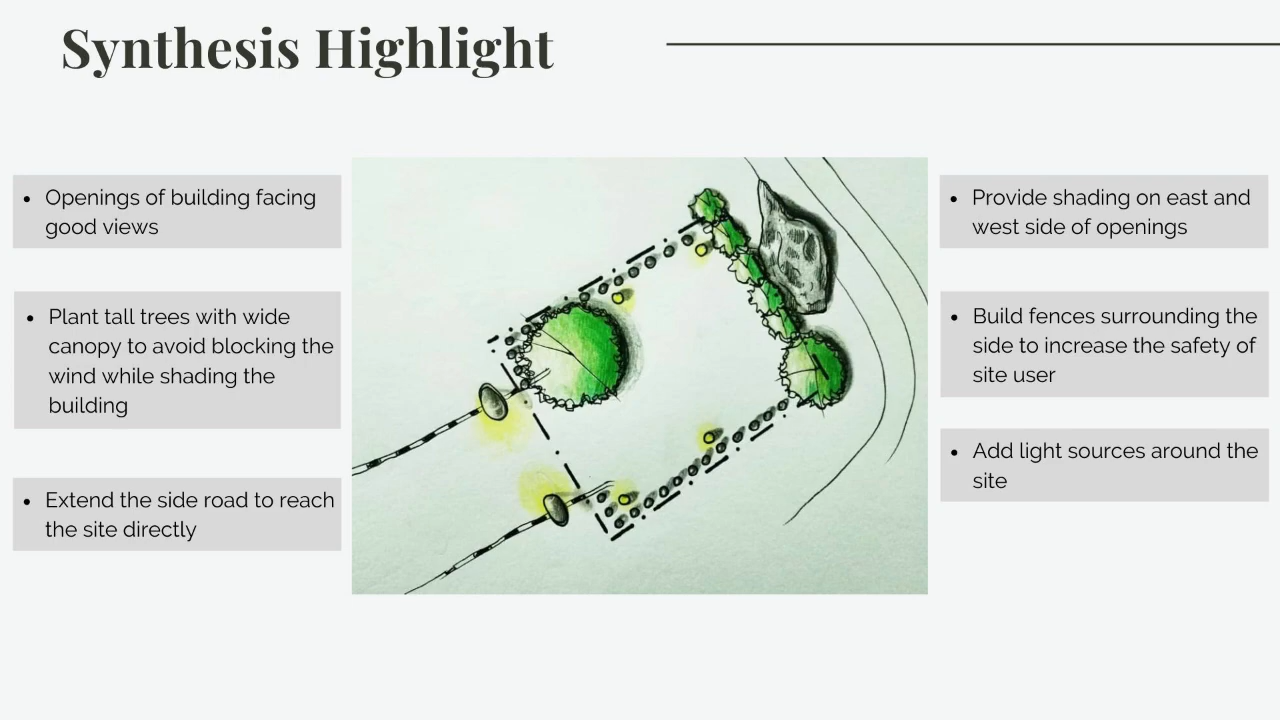 Synthesis Highlight
• Openings of building facing
good views
• Plant tall trees with wide
canopy to avoid blocking the
wind while shading the
building
• Extend the side road to reach
the site directly
• Provide shading on east and
west side of openings
• Build fences surrounding the
side to increase the safety of
site user
• Add light sources around the
site